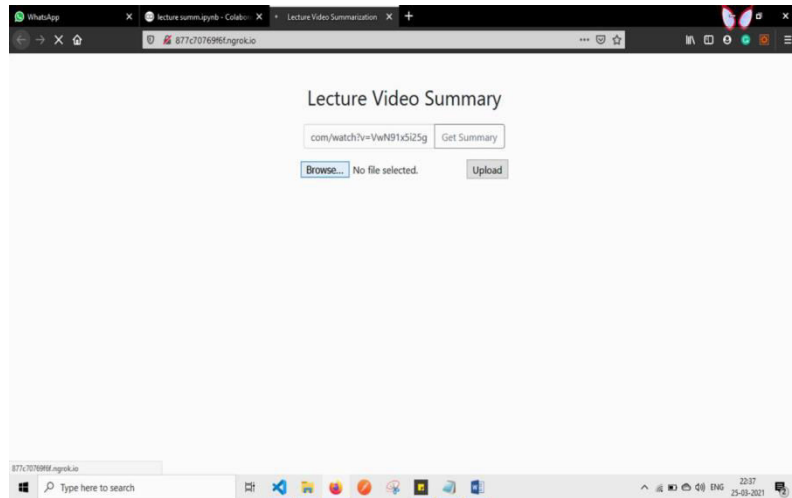 WhatsApp
lecture summ.ipynb - Colabor
Lecture Video Summarization
877c70769f6f.ngrok.io
Lecture Video Summary
com/watch?v=VwN91x5i25g
Get Summary
Browse... No file selected.
Upload
877c70769f6f.ngrok.io
Type here to search
ENG
22:37
25-03-2021